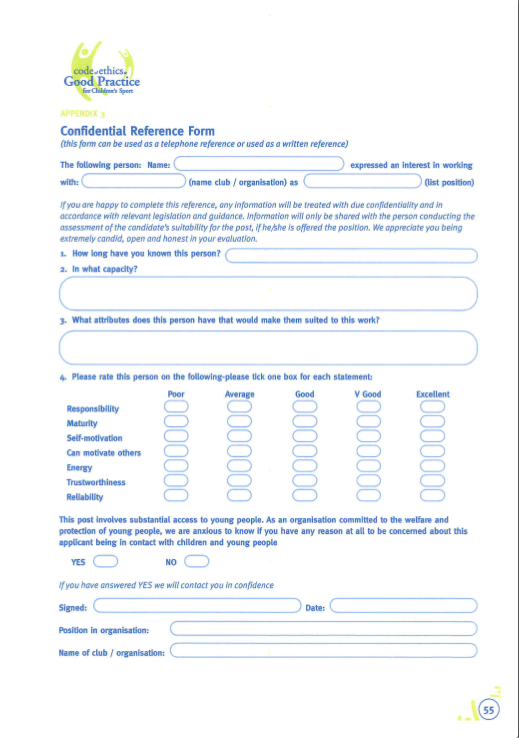 code of ethics
Good Practice
for Children's Sport
APPENDIX 3
Confidential Reference Form
(this form can be used as a telephone reference or used as a written reference)
The following person: Name: expressed an interest in working
with: (name club / organisation) as (list position)
If you are happy to complete this reference, any information will be treated with due confidentiality and in
accordance with relevant legislation and guidance. Information will only be shared with the person conducting the
assessment of the candidate's suitability for the post, if he/she is offered the position. We appreciate you being
extremely candid, open and honest in your evaluation.
1. How long have you known this person?
2. In what capacity?
3. What attributes does this person have that would make them suited to this work?
4. Please rate this person on the following-please tick one box for each statement:
Poor Average Good V Good Excellent
Responsibility
Maturity
Self-motivation
Can motivate others
Energy
Trustworthiness
Reliability
This post involves substantial access to young people. As an organisation committed to the welfare and
protection of young people, we are anxious to know if you have any reason at all to be concerned about this
applicant being in contact with children and young people
YES NO
If you have answered YES we will contact you in confidence
Signed: Date:
Position in organisation:
Name of club / organisation:
55